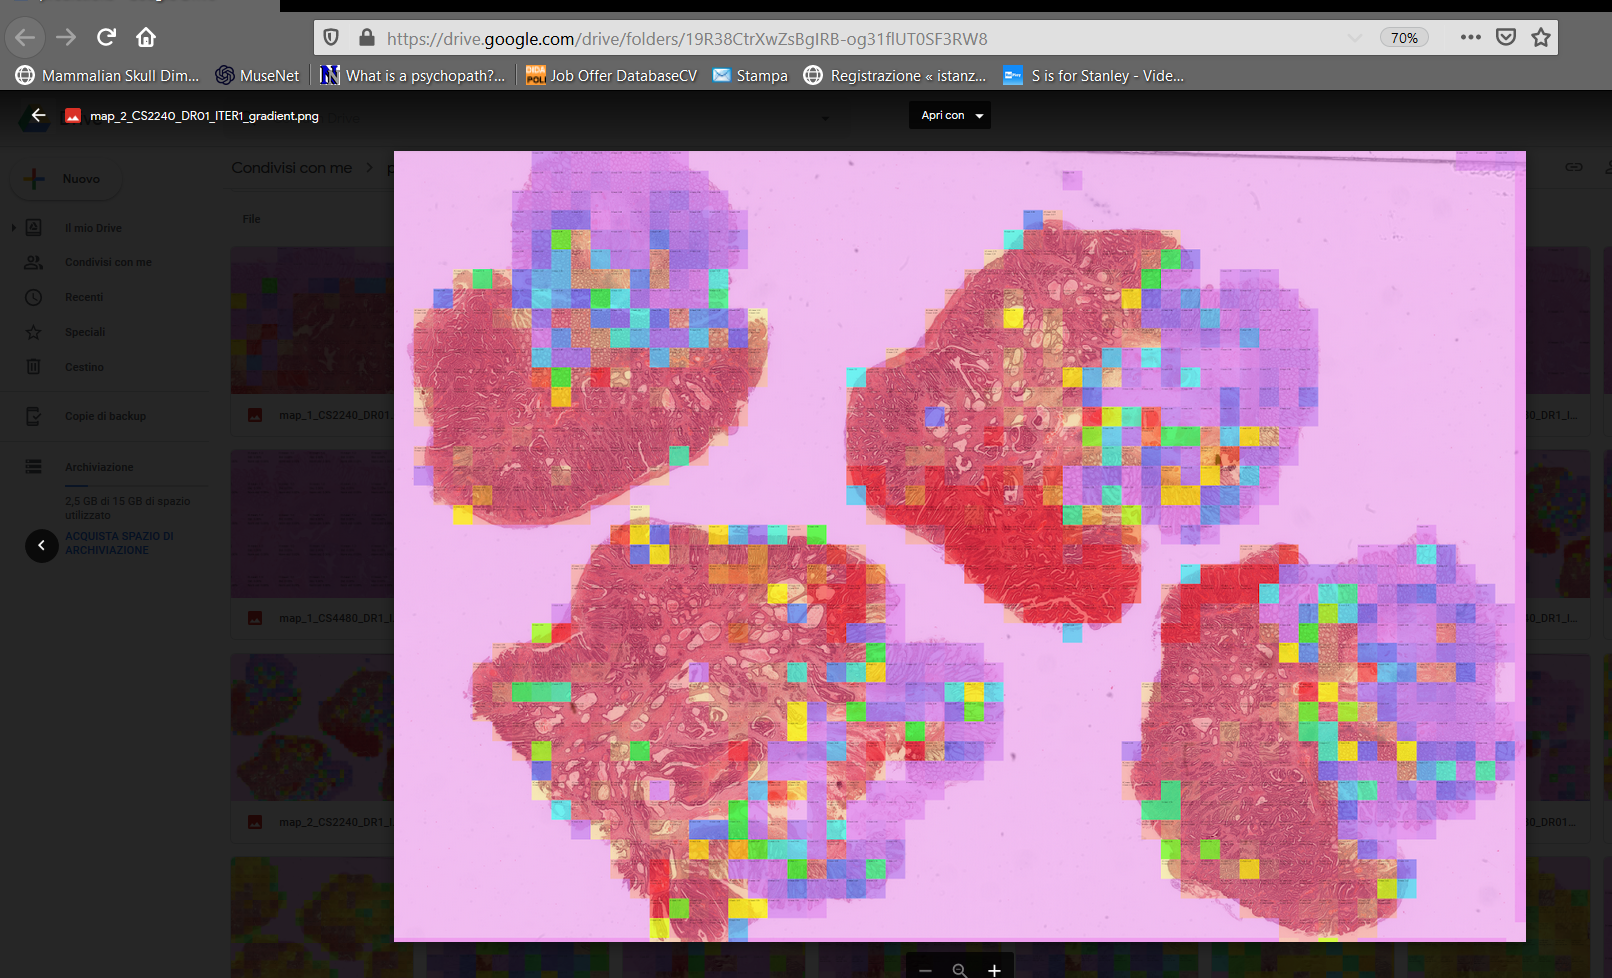 https://drive.google.com/drive/folders/19R38CtrXwZsBgIRB-og31flUT0SF3RW8
70%
Mammalian Skull Dim...
MuseNet
What is a psychopath?...
Job Offer DatabaseCV
Stampa
Registrazione « istanz...
S is for Stanley - Vide...
map_2_CS2240_DR01_ITER1_gradient.png
Apri con
Nuovo
Condividi con me
File
Il mio Drive
Condivisi con me
Recenti
Speciali
Cestino
Copie di backup
Archiviazione
2,5 GB di 15 GB di spazio
utilizzato
ACQUISTA SPAZIO DI
ARCHIVIAZIONE
map_1_CS2240_DR01
map_1_CS4480_DR1_I
map_2_CS2240_DR1_I